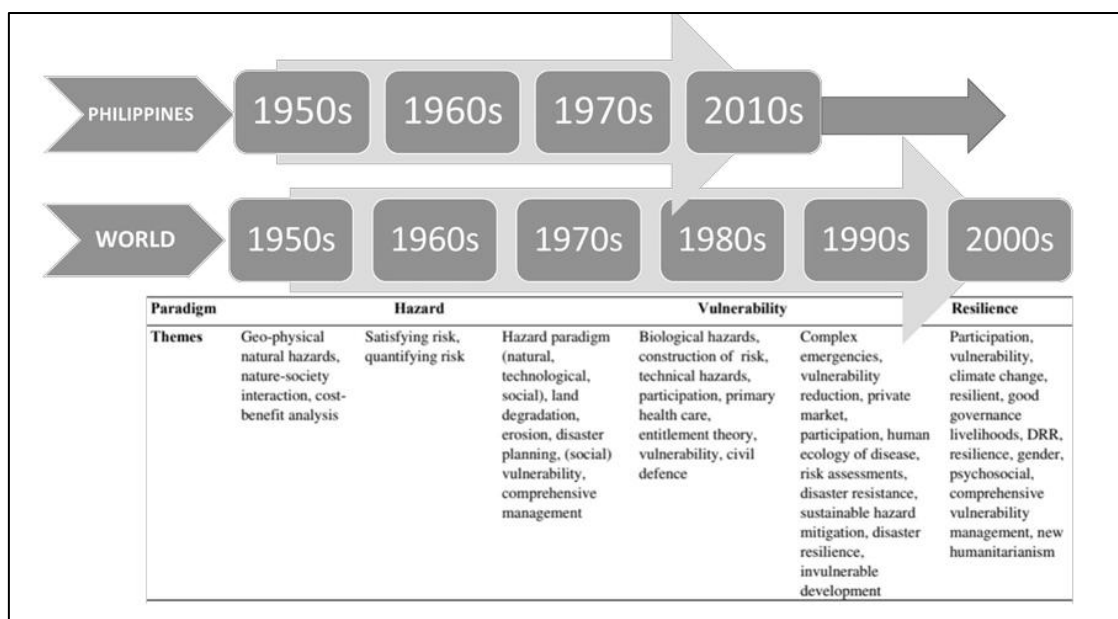 PHILIPPINES
1950s
1960s
1970s
2010s
WORLD
1950s
1960s
1970s
1980s
1990s
2000s
Paradigm Hazard Vulnerability Resilience
Themes
Geo-physical
natural hazards,
nature-society
interaction, cost-
benefit analysis
Satisfying risk,
quantifying risk
Hazard paradigm
(natural,
technological,
social), land
degradation,
erosion, disaster
planning, (social)
vulnerability,
comprehensive
management
Biological hazards,
construction of risk,
technical hazards,
participation, primary
health care,
entitlement theory,
vulnerability, civil
defence
Complex
emergencies,
vulnerability
reduction, private
market,
participation, human
ecology of disease,
risk assessments,
disaster resistance,
sustainable hazard
mitigation, disaster
resilience,
invulnerable
development
Participation,
vulnerability,
climate change,
resilient, good
governance
livelihoods, DRR,
resilience, gender,
psychosocial,
comprehensive
vulnerability
management, new
humanitarianism